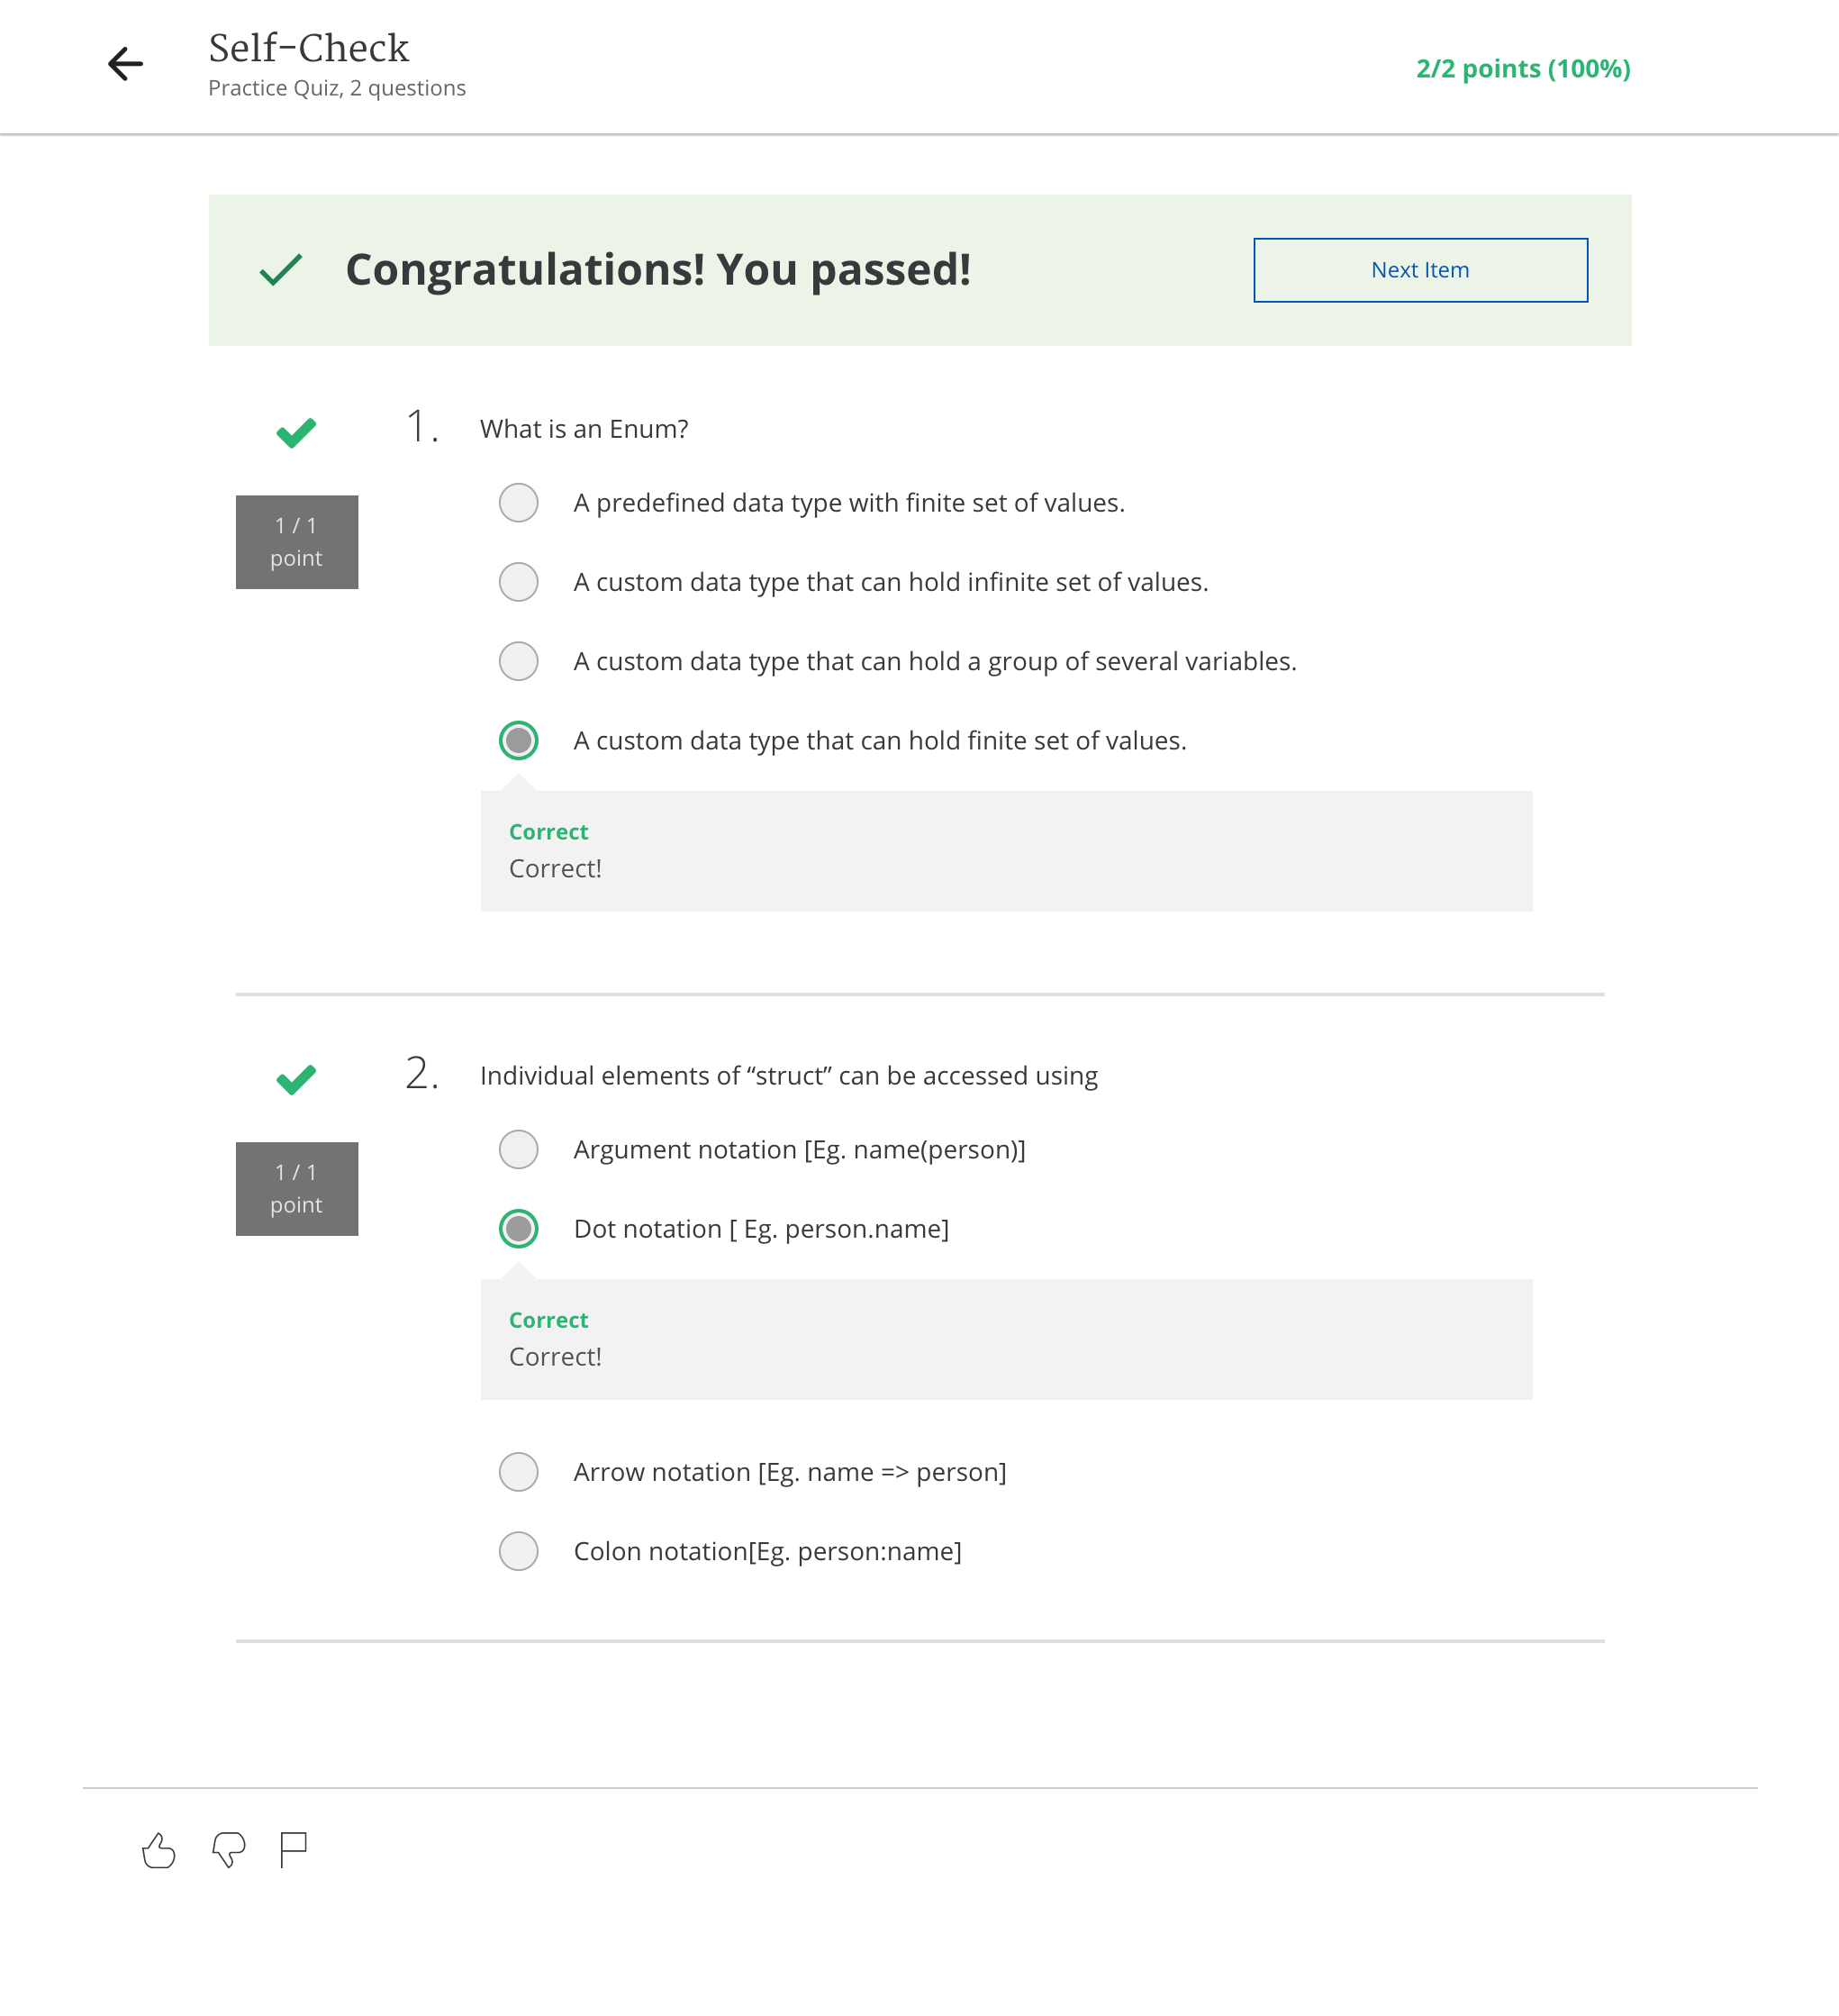 Self-Check
Practice Quiz, 2 questions
2/2 points (100%)
Congratulations! You passed!
Next Item
1.
What is an Enum?
1 / 1
point
A predefined data type with finite set of values.
A custom data type that can hold infinite set of values.
A custom data type that can hold a group of several variables.
A custom data type that can hold finite set of values.
Correct
Correct!
2.
Individual elements of “struct” can be accessed using
1 / 1
point
Argument notation [Eg. name(person)]
Dot notation [ Eg. person.name]
Correct
Correct!
Arrow notation [Eg. name => person]
Colon notation[Eg. person:name]